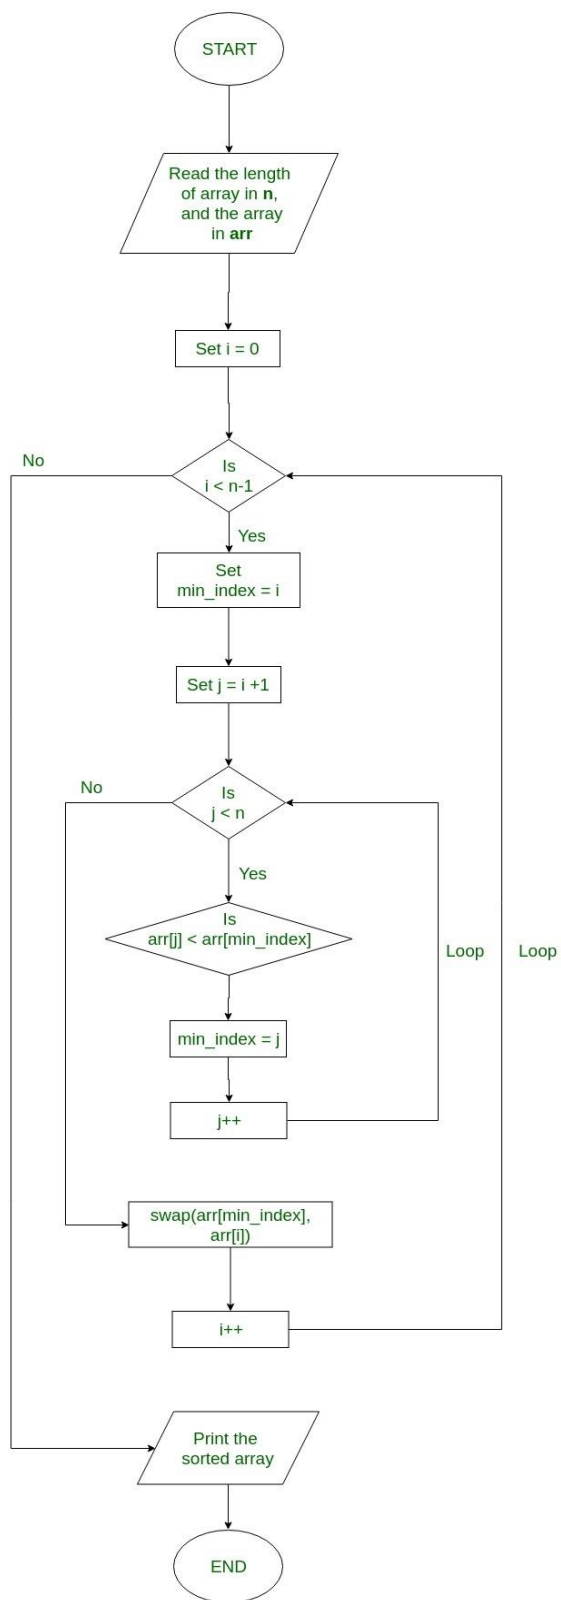 START
Read the length
of array in n,
and the array
in arr
Set i = 0
No
Is
i < n-1
Yes
Set
min_index = i
Set j = i +1
No
Is
j < n
Yes
Is
arr[j] < arr[min_index]
Loop
Loop
min_index = j
j++
swap(arr[min_index],
arr[i])
i++
Print the
sorted array
END